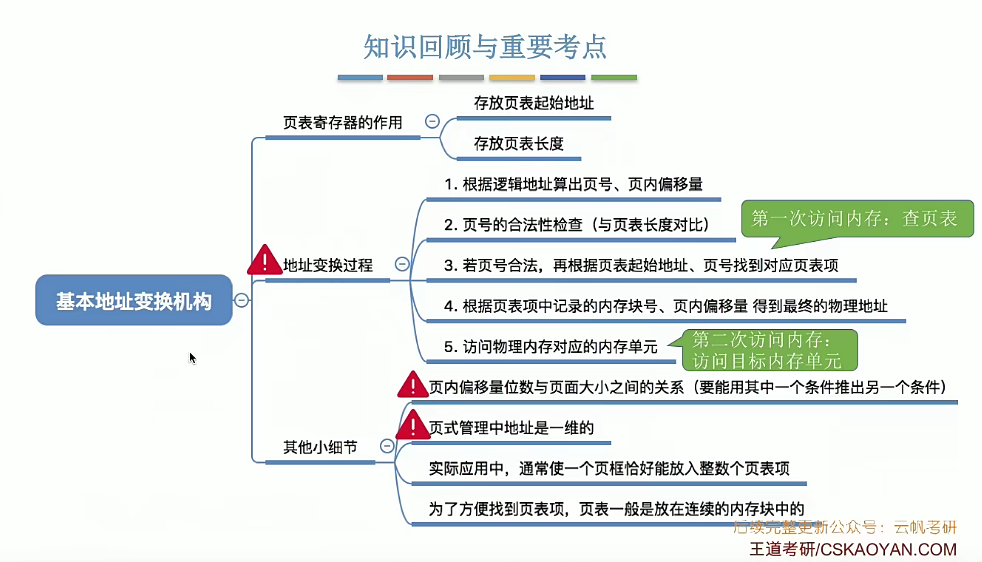 知识回顾与重要考点
存放页表起始地址
页表寄存器的作用
存放页表长度
1. 根据逻辑地址算出页号、页内偏移量
2. 页号的合法性检查（与页表长度对比）
第一次访问内存：查页表
地址变换过程
3. 若页号合法，再根据页表起始地址、页号找到对应页表项
基本地址变换机构
4. 根据页表项中记录的内存块号、页内偏移量 得到最终的物理地址
5. 访问物理内存对应的内存单元
第二次访问内存：
访问目标内存单元
页内偏移量位数与页面大小之间的关系（要能用其中一个条件推出另一个条件）
页式管理中地址是一维的
其他小细节
实际应用中，通常使一个页框恰好能放入整数个页表项
为了方便找到页表项，页表一般是放在连续的内存块中的
后续完整更新公众号：云帆考研
王道考研/CSKAOYAN.COM